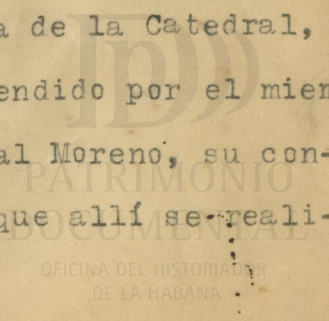 a de la Catedral,
endido por el miem
al Moreno, su con-
que allí se reali-
PATRIMONIO
DOCUMENTAL
OFICINA DEL HISTORIADOR
DE LA HABANA